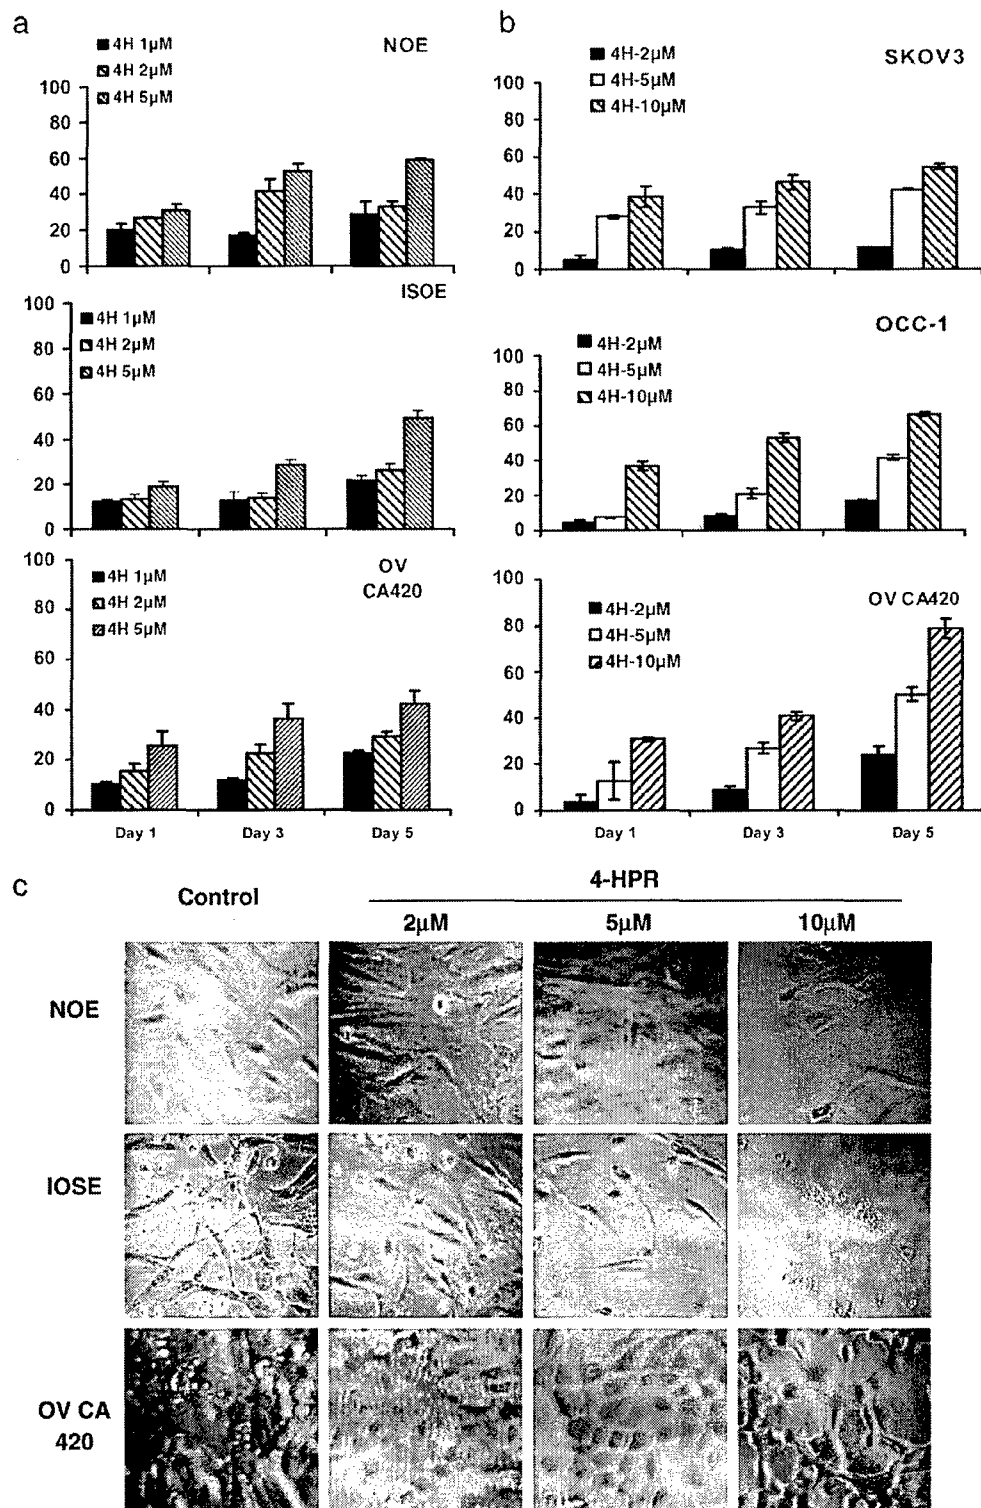 a
4H 1µM
4H 2µM
4H 5µM
NOE
100
80
60
40
20
0
ISOE
4H 1µM
4H 2µM
4H 5µM
100
80
60
40
20
0
OV
CA420
4H 1µM
4H 2µM
4H 5µM
100
80
60
40
20
0
Day 1
Day 3
Day 5
b
4H-2µM
4H-5µM
4H-10µM
SKOV3
100
80
60
40
20
0
OCC-1
4H-2µM
4H-5µM
4H-10µM
100
80
60
40
20
0
OV CA420
4H-2µM
4H-5µM
4H-10µM
100
80
60
40
20
0
Day 1
Day 3
Day 5
c
Control
4-HPR
2µM
5µM
10µM
NOE
IOSE
OV CA
420